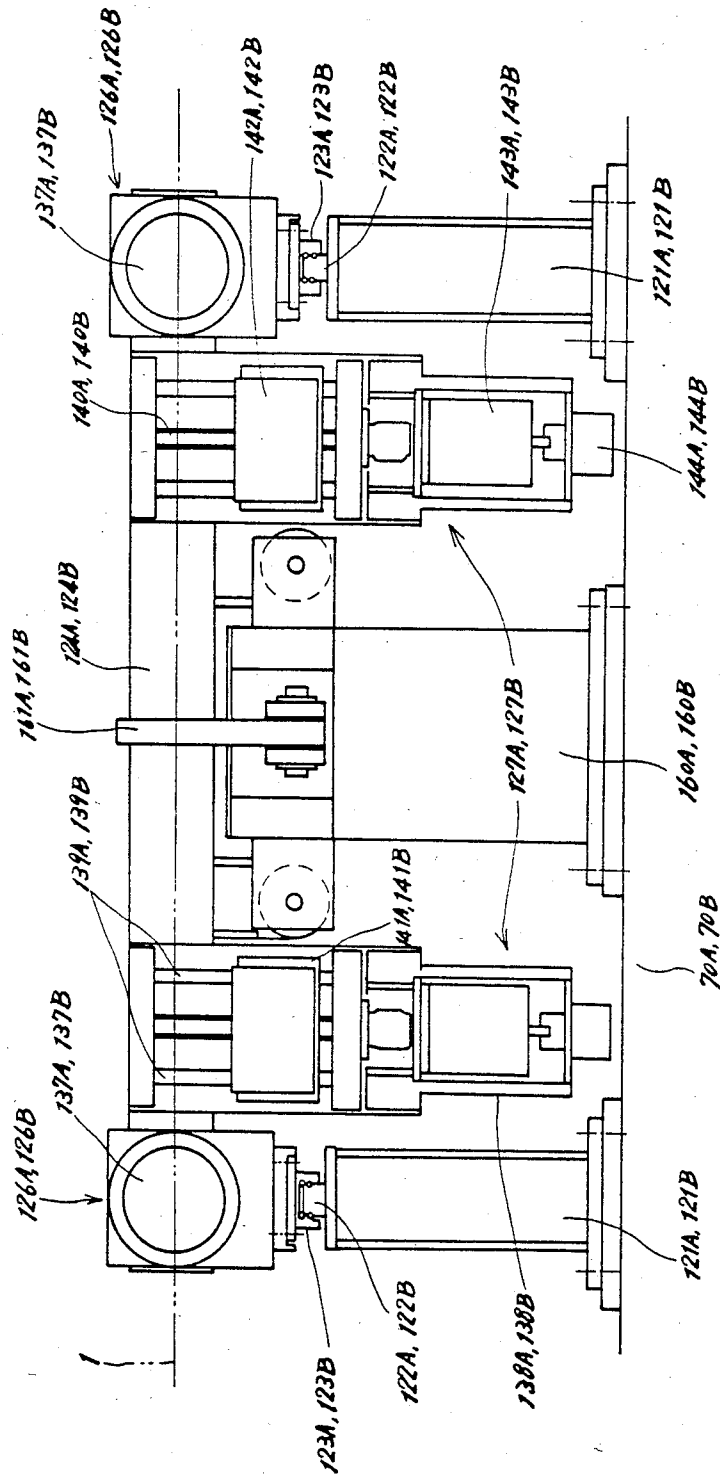 126A, 126B
137A, 137B
142A, 142B
123A, 123B
122A, 122B
143A, 143B
121A, 121B
140A, 140B
144A, 144B
124A, 124B
161A, 161B
127A, 127B
160A, 160B
139A, 139B
141A, 141B
70A, 70B
137A, 137B
126A, 126B
138A, 138B
121A, 121B
122A, 122B
123A, 123B
1